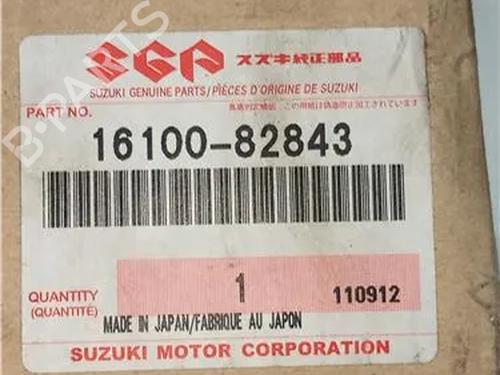 SGP スズキ純正部品
SUZUKI GENUINE PARTS/PIÈCES D'ORIGINE DE SUZUKI
PART NO.
16100-82843
QUANTITY
(QUANTITÉ)
1
110912
MADE IN JAPAN/FABRIQUE AU JAPON
SUZUKI MOTOR CORPORATION
B-PARTS